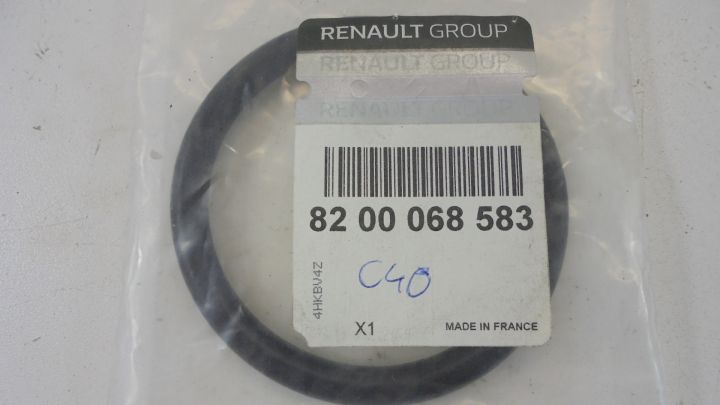 RENAULT GROUP
RENAULT GROUP
RENAULT GROUP
82 00 068 583
4HKBV4Z
C40
X1
MADE IN FRANCE